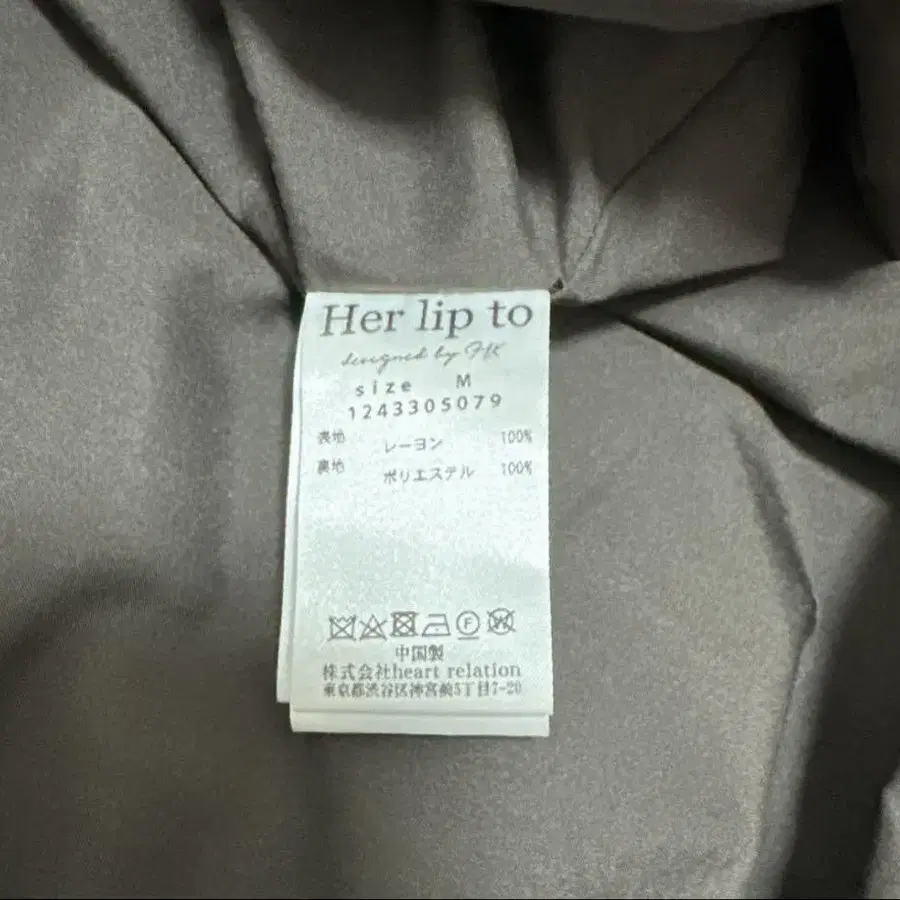 Her lip to
designed by HK
size M
1243305079
表地 レーヨン 100%
裏地 ポリエステル 100%
F W
中国製
株式会社heart relation
東京都渋谷区神宮前5丁目7-20